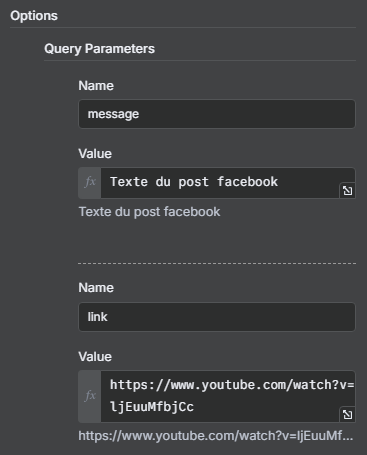 Options
Query Parameters
Name
message
Value
fx Texte du post facebook
Texte du post facebook
Name
link
Value
fx https://www.youtube.com/watch?v=
ljEuuMfbjCc
https://www.youtube.com/watch?v=ljEuuMf...